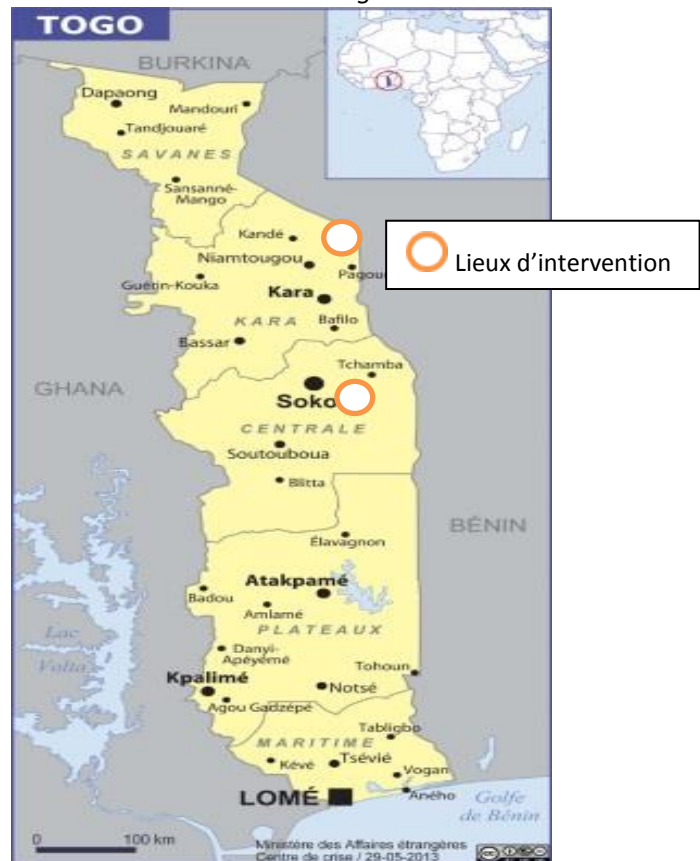 TOGO
BURKINA
Dapaong
Mandouri
Tandjouaré
SAVANES
Sansanné-
Mango
Kandé
Niamtougou
Pagou
Lieux d’intervention
Guérin-Kouka
Kara
KARA
Bafilo
Bassar
Tchamba
GHANA
Soko
CENTRALE
Soutouboua
Blitta
BÉNIN
Élavagnon
Atakpamé
Badou
Amlamé
PLATEAUX
Lac
Volta
Danyi-
Apéyémé
Tohoun
Kpalimé
Notsé
Agou Gadzépé
Tabligbo
MARITIME
Kévé
Tsévié
Vogan
LOMÉ
Aného
Golfe
de Bénin
0 100 km
Ministère des Affaires étrangères
Centre de crise / 29-05-2013